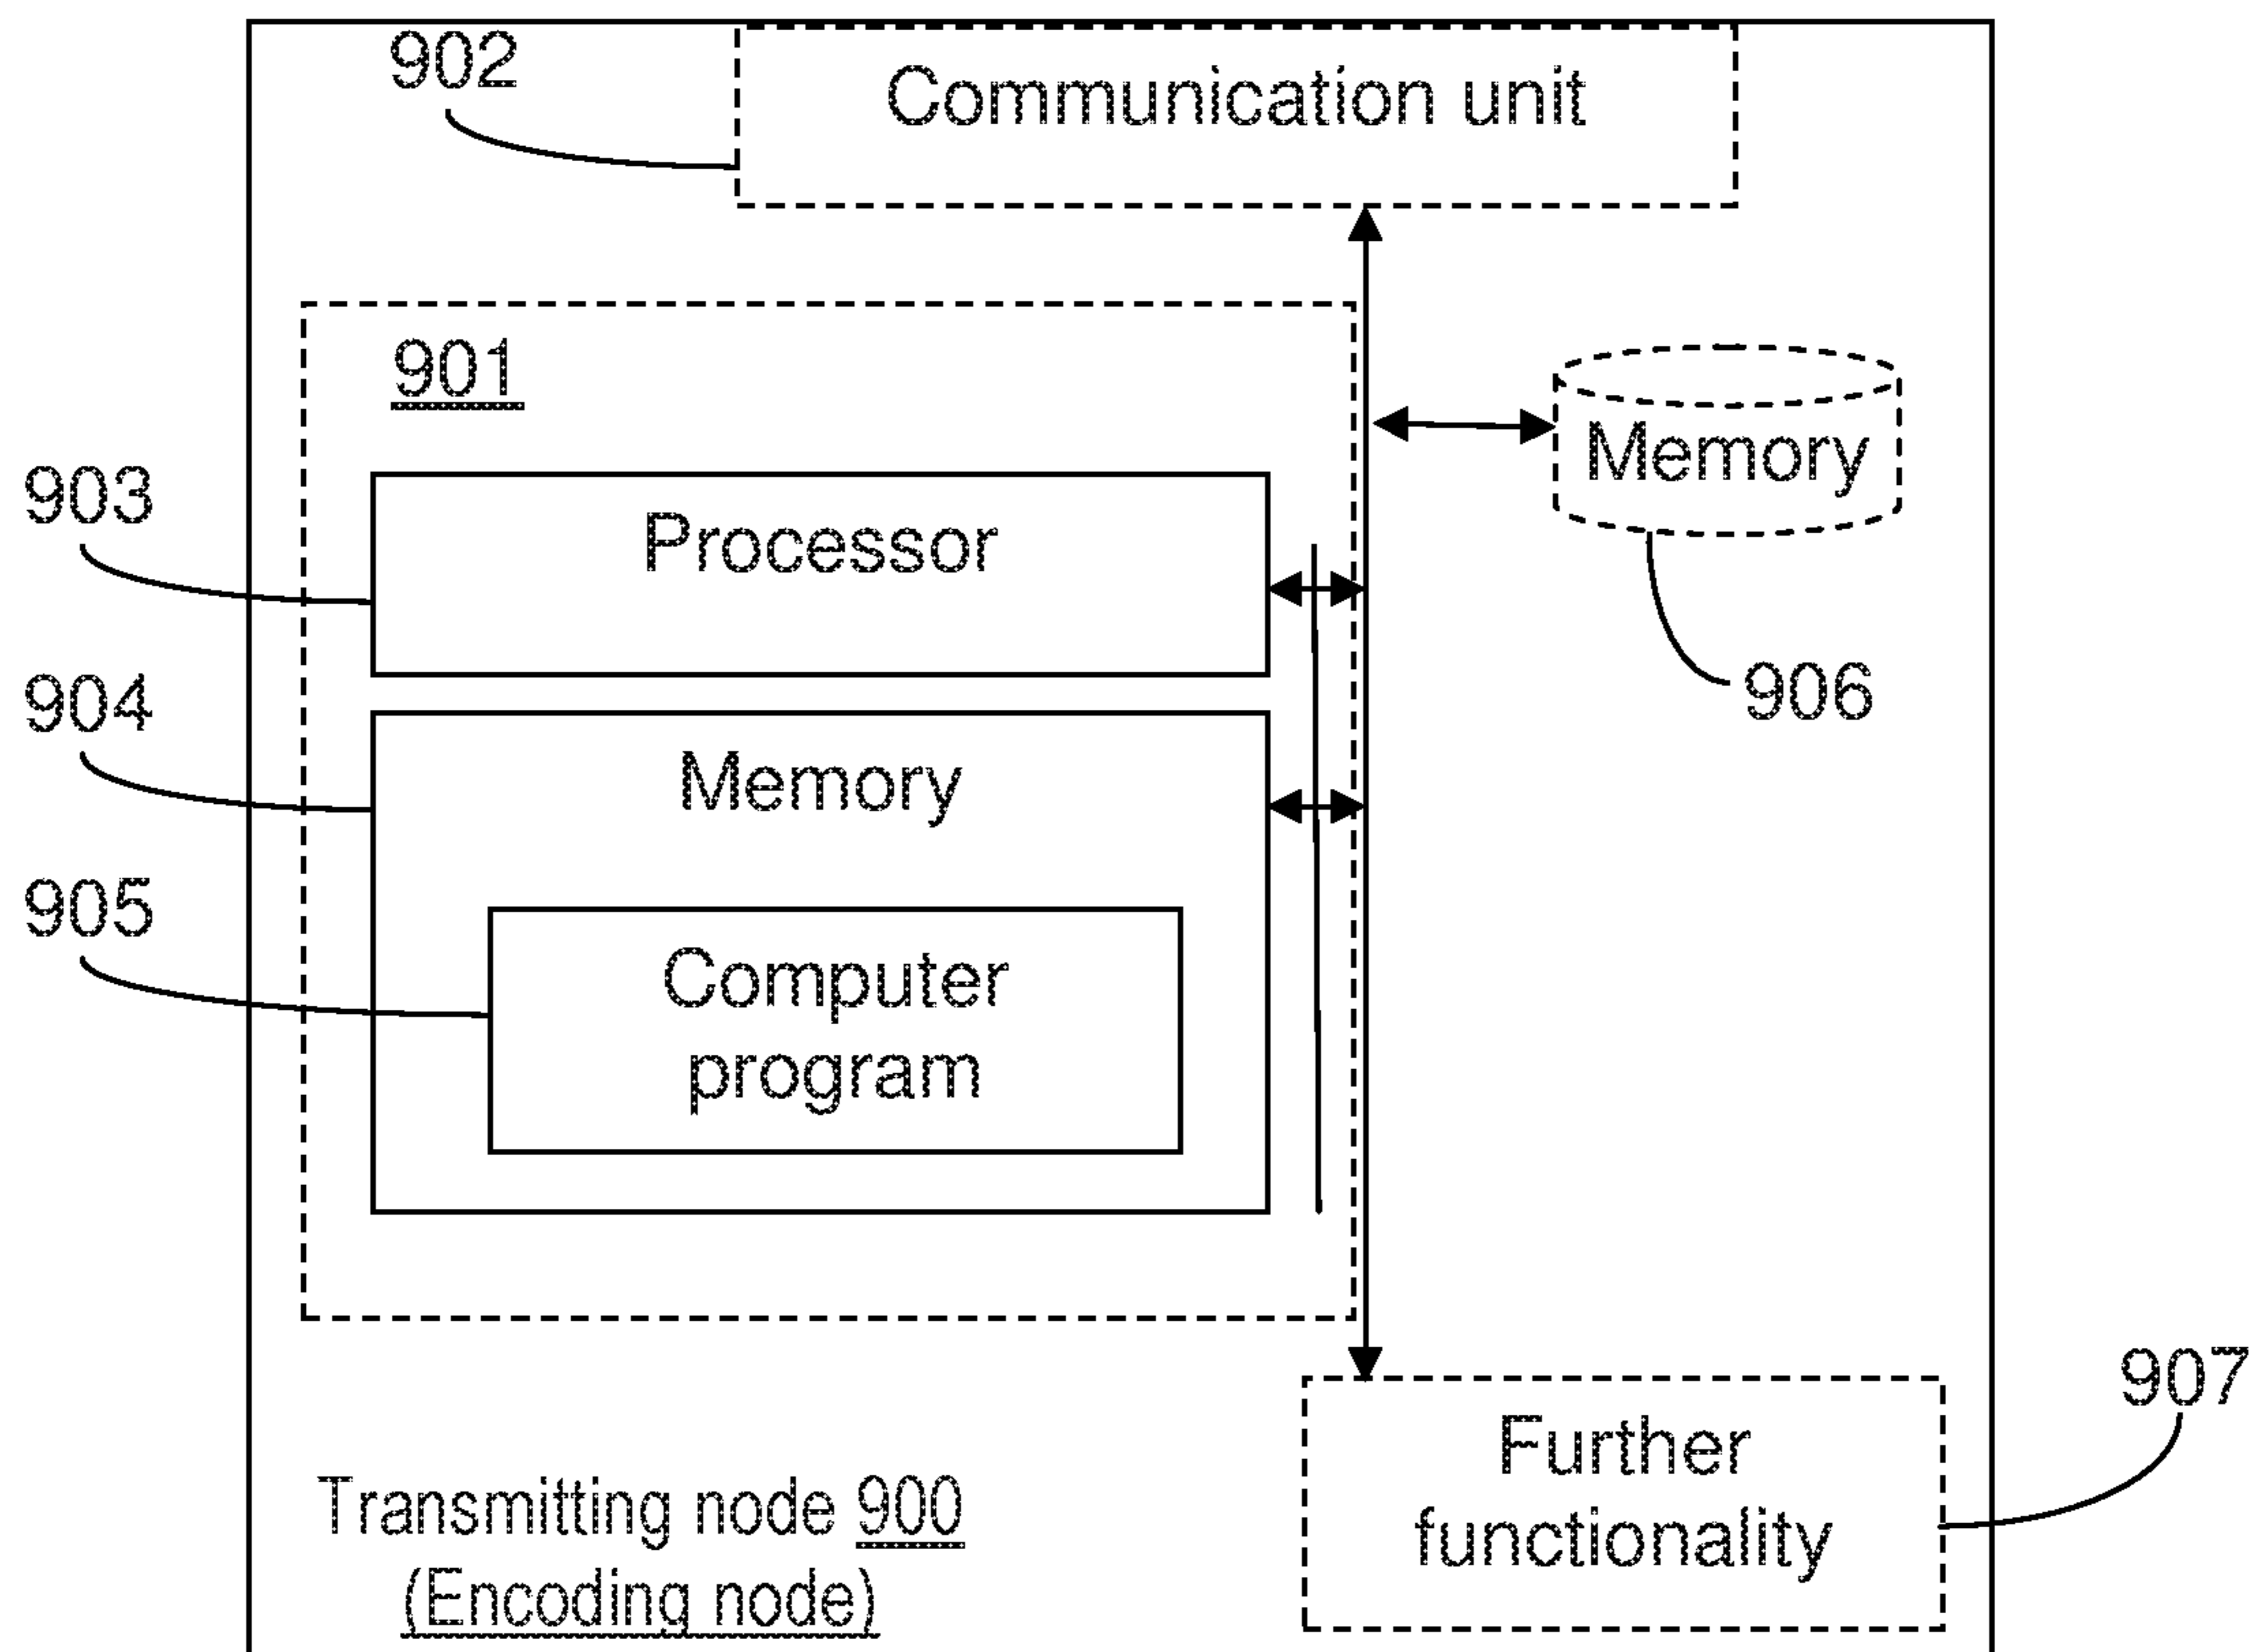 902
Communication unit
901
903
Processor
Memory
904
906
Memory
905
Computer
program
907
Further
functionality
Transmitting node 900
(Encoding node)